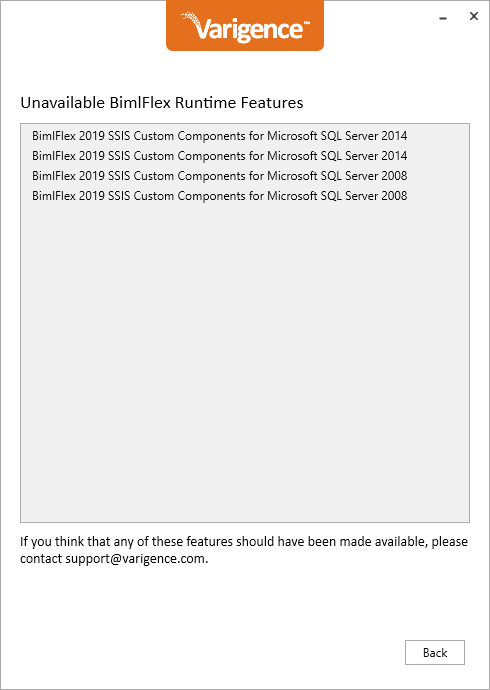 Varigence™
Unavailable BimlFlex Runtime Features
BimlFlex 2019 SSIS Custom Components for Microsoft SQL Server 2014
BimlFlex 2019 SSIS Custom Components for Microsoft SQL Server 2014
BimlFlex 2019 SSIS Custom Components for Microsoft SQL Server 2008
BimlFlex 2019 SSIS Custom Components for Microsoft SQL Server 2008
If you think that any of these features should have been made available, please
contact support@varigence.com.
Back